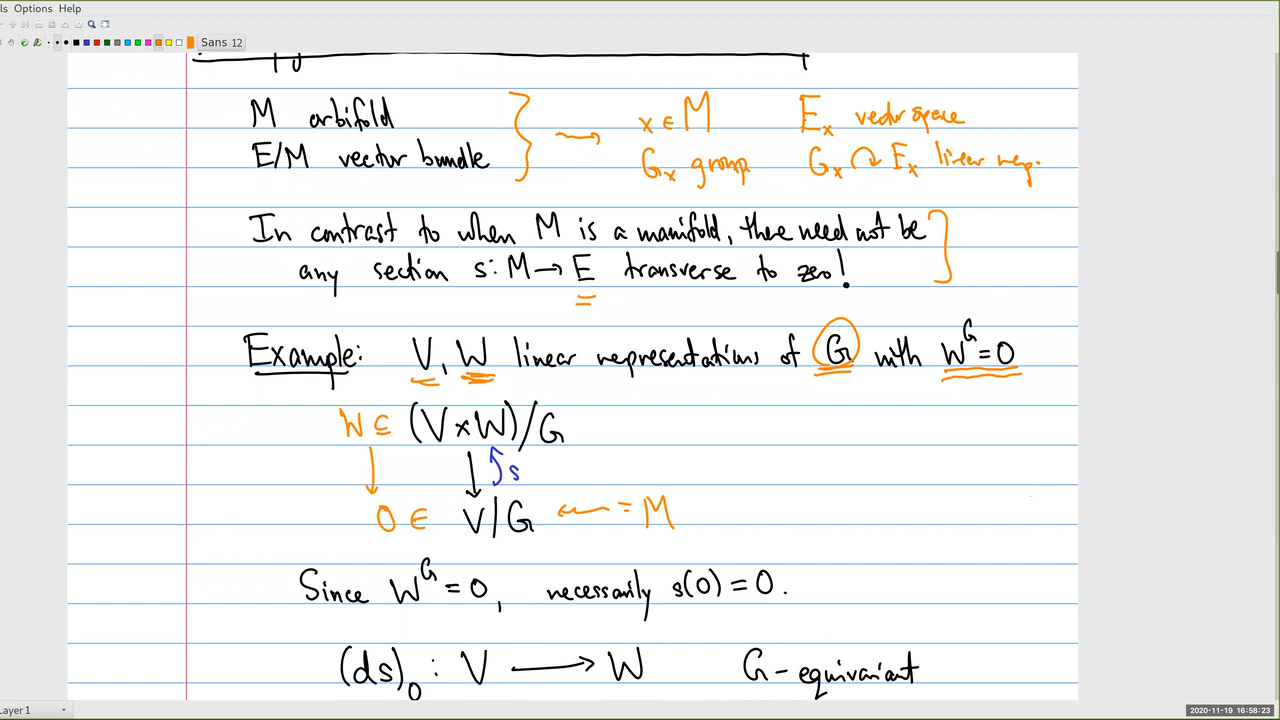 ls Options Help
Sans 12
M orbifold
E/M vector bundle
x ∈ M E_x vector space
G_x group G_x ↷ E_x linear rep.
In contrast to when M is a manifold, there need not be
any section s: M → E transverse to zero!
Example: V, W linear representations of G with W^G = 0
W ⊆ (V × W)/G
s
0 ∈ V/G ← = M
Since W^G = 0, necessarily s(0) = 0.
(ds)_0 : V → W G-equivariant
Layer 1
2020-11-19 16:58:23